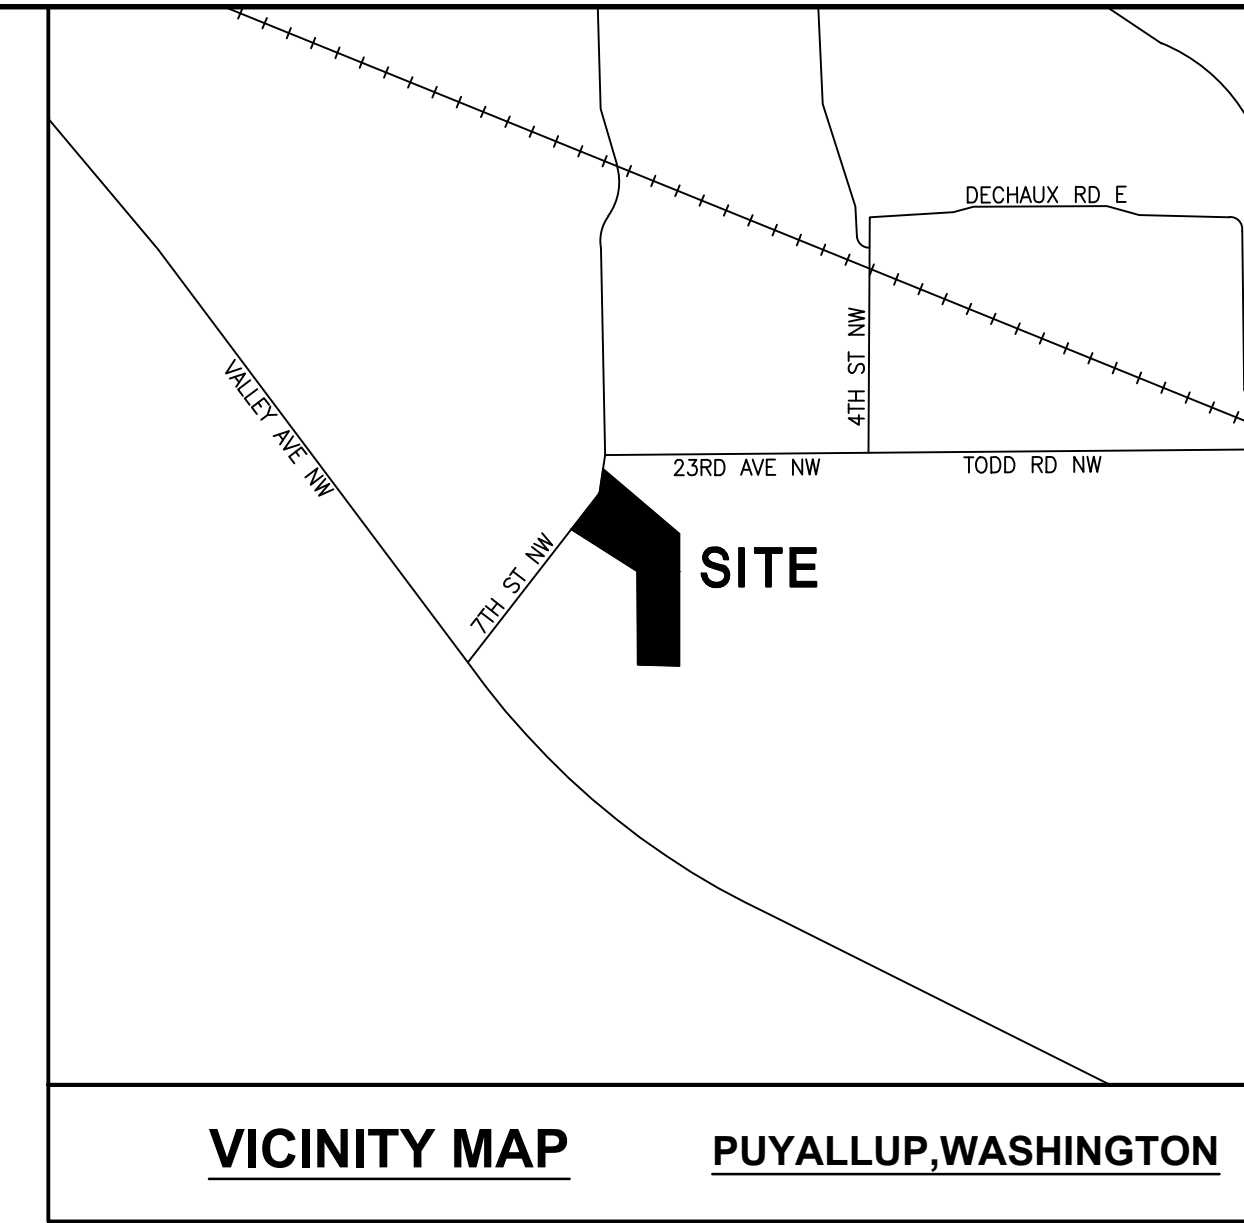 DECHAUX RD E
4TH ST NW
VALLEY AVE NW
23RD AVE NW
TODD RD NW
7TH ST NW
SITE
VICINITY MAP
PUYALLUP,WASHINGTON